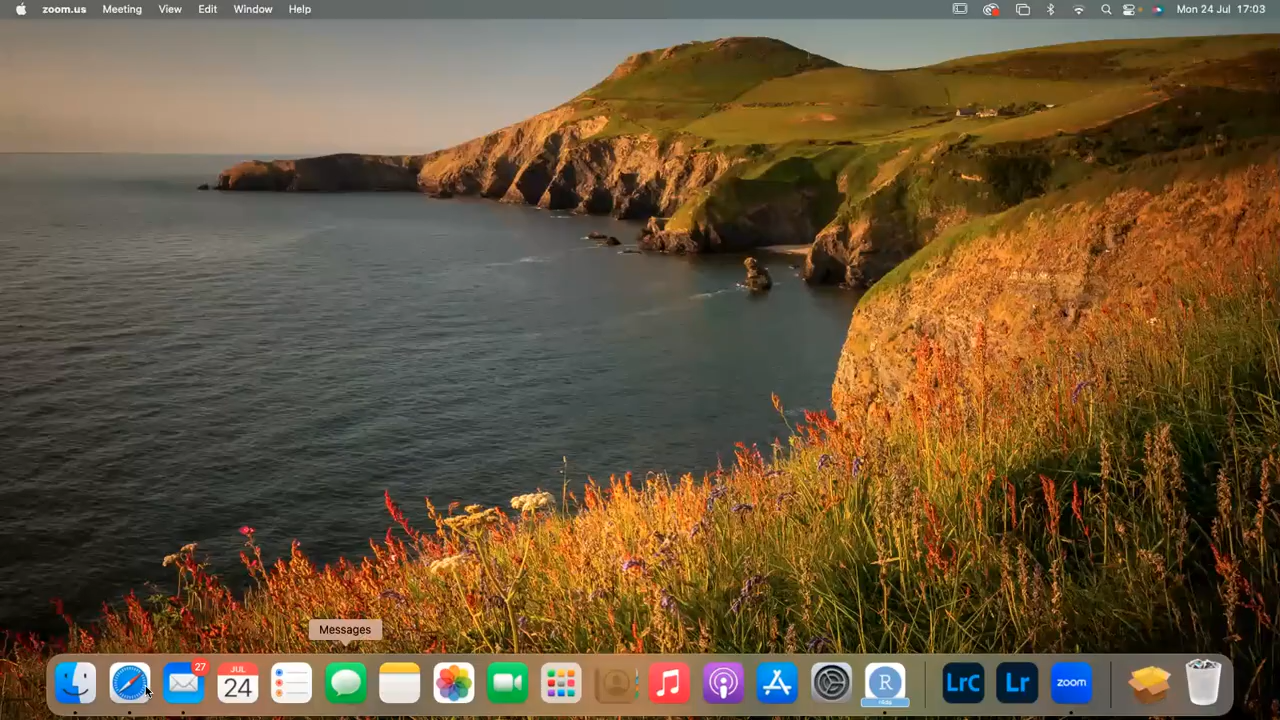 zoom.us Meeting View Edit Window Help Mon 24 Jul 17:03
Messages
27
JUL
24
R
LrC
Lr
zoom